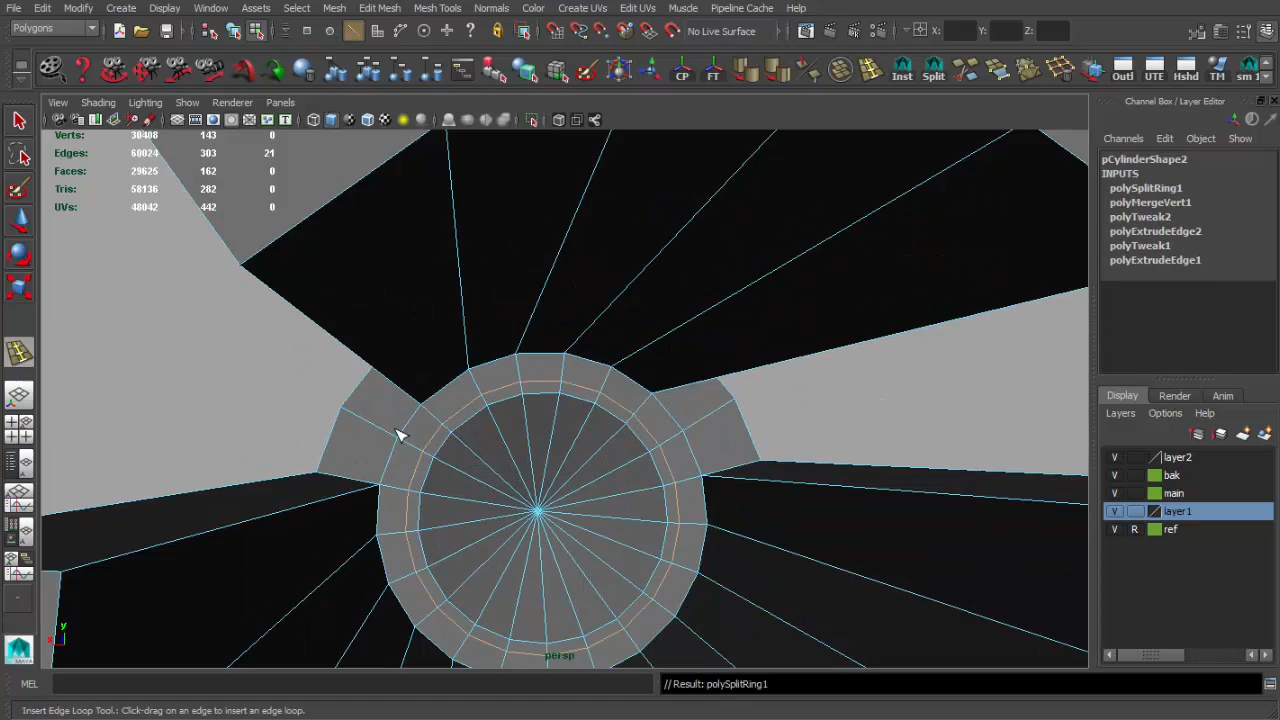 File Edit Modify Create Display Window Assets Select Mesh Edit Mesh Mesh Tools Normals Color Create UVs Edit UVs Muscle Pipeline Cache Help
Polygons
No Live Surface
X:
Y:
Z:
CP FT Inst Split Outl UTE Hshd TM sm 1
View Shading Lighting Show Renderer Panels
Channel Box / Layer Editor
Channels Edit Object Show
Verts: 30408 143 0
Edges: 60024 303 21
Faces: 29625 162 0
Tris: 58136 282 0
UVs: 48042 442 0
pCylinderShape2
INPUTS
polySplitRing1
polyMergeVert1
polyTweak2
polyExtrudeEdge2
polyTweak1
polyExtrudeEdge1
Display Render Anim
Layers Options Help
V layer2
V bak
V main
V layer1
V R ref
y
x
persp
MEL
// Result: polySplitRing1
Insert Edge Loop Tool.: Click-drag on an edge to insert an edge loop.